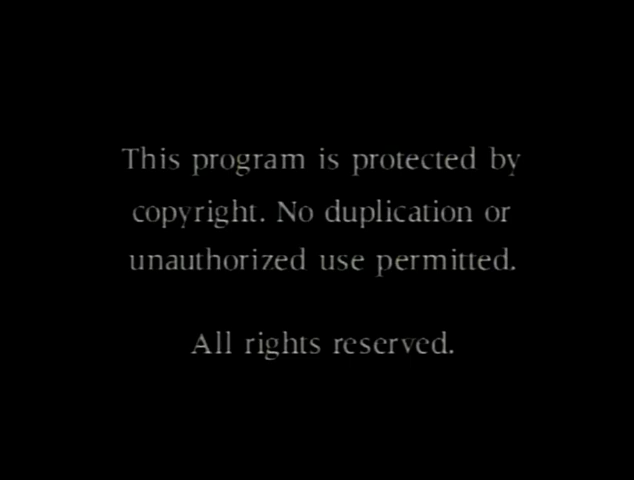 This program is protected by
copyright. No duplication or
unauthorized use permitted.
All rights reserved.